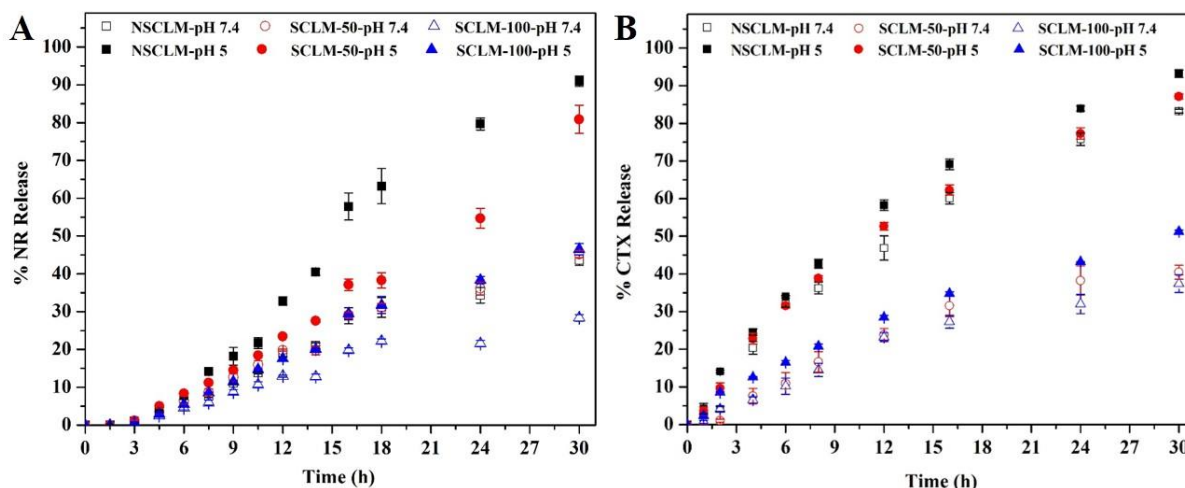 A
NSCLM-pH 7.4 SCLM-50-pH 7.4 SCLM-100-pH 7.4
NSCLM-pH 5 SCLM-50-pH 5 SCLM-100-pH 5
100
90
80
70
60
50
40
30
20
10
0
% NR Release
0 3 6 9 12 15 18 21 24 27 30
Time (h)
B
NSCLM-pH 7.4 SCLM-50-pH 7.4 SCLM-100-pH 7.4
NSCLM-pH 5 SCLM-50-pH 5 SCLM-100-pH 5
100
90
80
70
60
50
40
30
20
10
0
% CTX Release
0 3 6 9 12 15 18 21 24 27 30
Time (h)